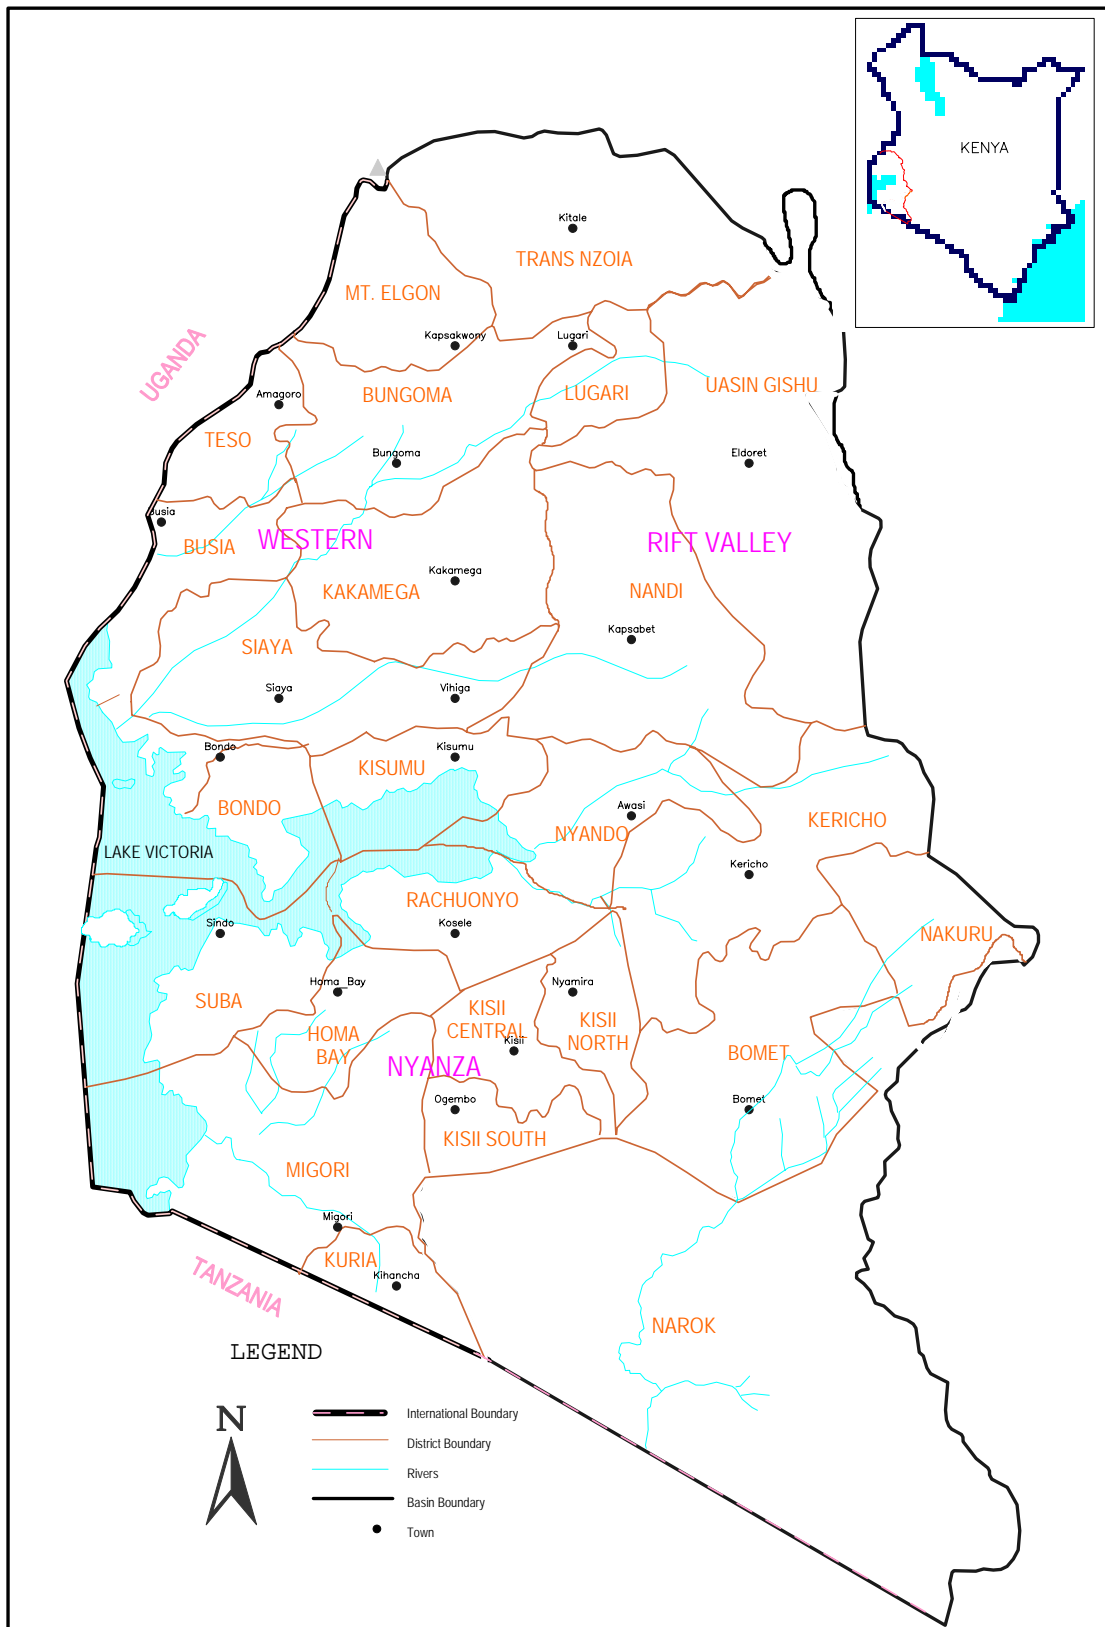 KENYA
Kitale
TRANS NZOIA
MT. ELGON
UGANDA
Kapsakwony
Lugari
BUNGOMA
LUGARI
UASIN GISHU
Amagoro
TESO
Bungoma
Eldoret
Busia
BUSIA
WESTERN
RIFT VALLEY
Kakamega
KAKAMEGA
NANDI
Kapsabet
SIAYA
Siaya
Vihiga
Bondo
Kisumu
KISUMU
BONDO
Awasi
NYANDO
KERICHO
LAKE VICTORIA
Kericho
RACHUONYO
Sindo
Kosele
NAKURU
SUBA
Homa_Bay
Nyamira
KISII
CENTRAL
KISII
NORTH
HOMA
BAY
Kisii
BOMET
NYANZA
Ogembo
Bomet
KISII SOUTH
MIGORI
Migori
KURIA
Kihancha
TANZANIA
NAROK
LEGEND
N
International Boundary
District Boundary
Rivers
Basin Boundary
Town